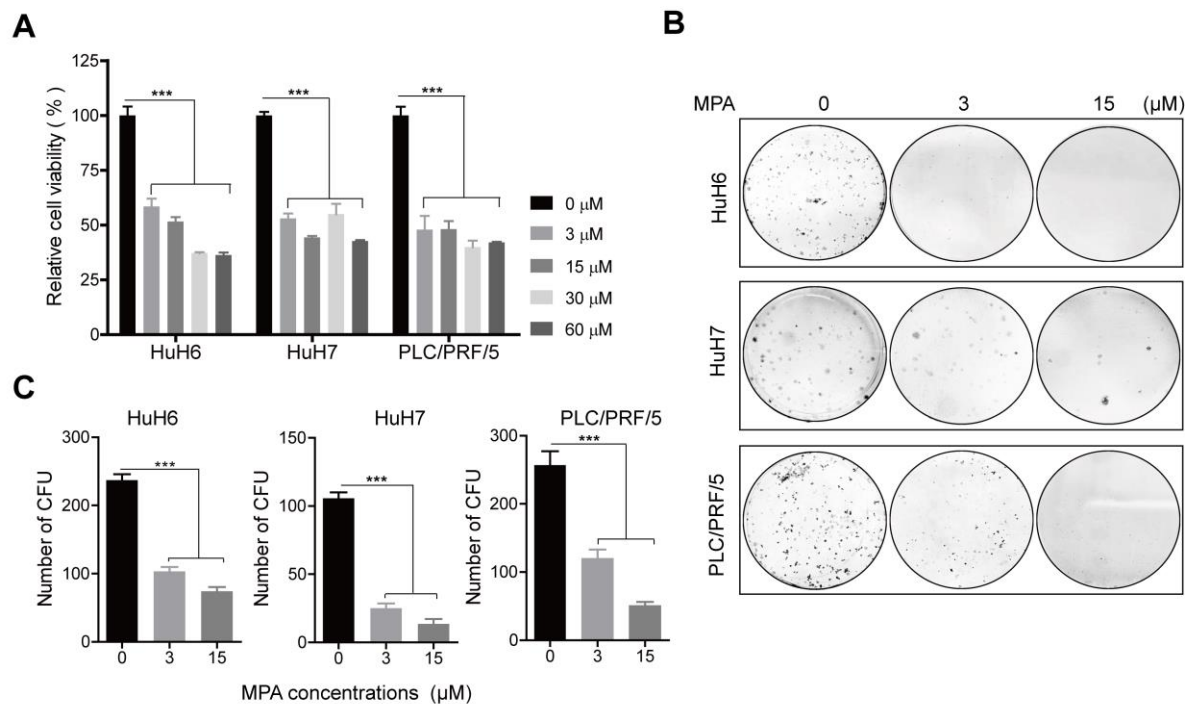 A
Relative cell viability ( % )
125
100
75
50
25
0
***
***
***
HuH6
HuH7
PLC/PRF/5
0 μM
3 μM
15 μM
30 μM
60 μM
B
MPA
0
3
15
(μM)
HuH6
HuH7
PLC/PRF/5
C
HuH6
Number of CFU
300
200
100
0
***
0
3
15
HuH7
Number of CFU
150
100
50
0
***
0
3
15
PLC/PRF/5
Number of CFU
300
200
100
0
***
0
3
15
MPA concentrations (μM)